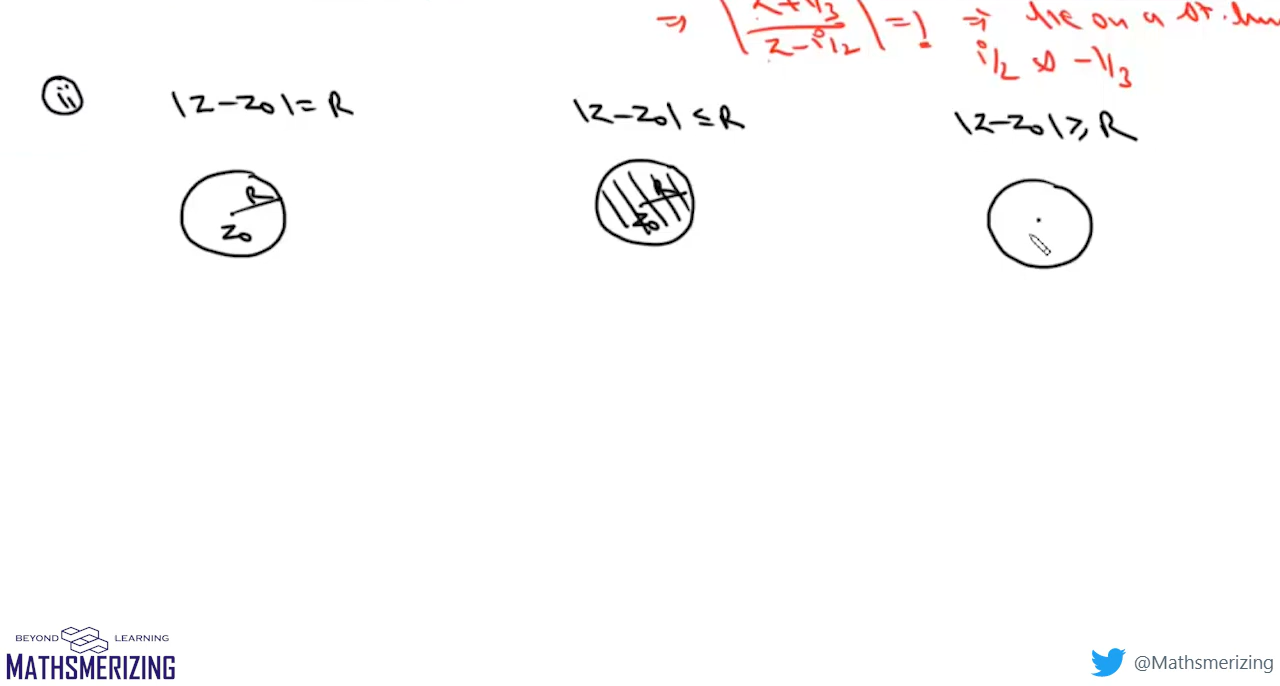 ⇒ | z+1/3 / z-i/2 | = 1 ⇒ lie on a st. line
i/2 & -1/3
ii |z-z₀|=R |z-z₀|≤R |z-z₀|≥R
R R
z₀ z₀
BEYOND LEARNING
MATHSMERIZING
@Mathsmerizing